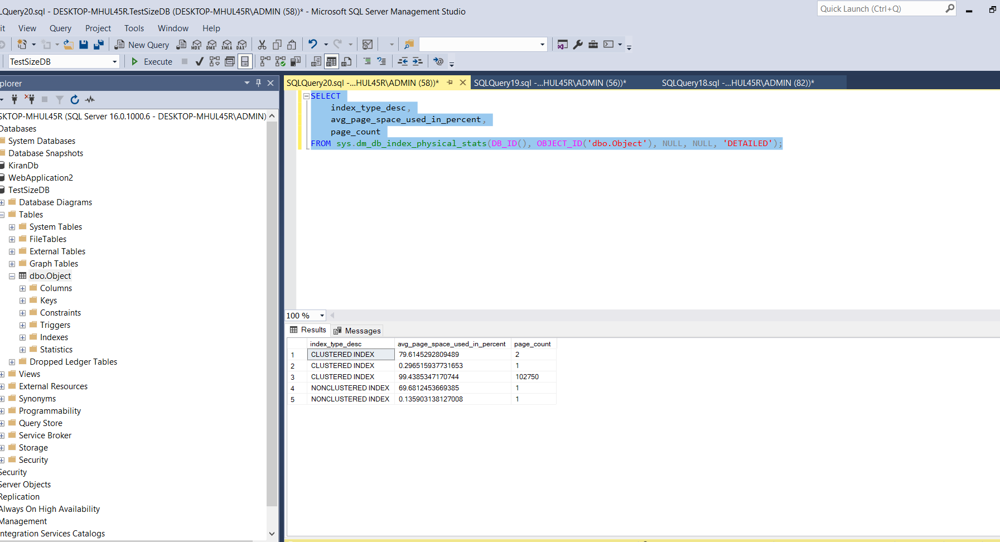 LQuery20.sql - DESKTOP-MHUL45R.TestSizeDB (DESKTOP-MHUL45R\ADMIN (58))* - Microsoft SQL Server Management Studio
Quick Launch (Ctrl+Q)
it View Query Project Tools Window Help
New Query MDX DMX XMLA DAX
TestSizeDB Execute
plorer
SKTOP-MHUL45R (SQL Server 16.0.1000.6 - DESKTOP-MHUL45R\ADMIN)
Databases
System Databases
Database Snapshots
KiranDb
WebApplication2
TestSizeDB
Database Diagrams
Tables
System Tables
FileTables
External Tables
Graph Tables
dbo.Object
Columns
Keys
Constraints
Triggers
Indexes
Statistics
Dropped Ledger Tables
Views
External Resources
Synonyms
Programmability
Query Store
Service Broker
Storage
Security
Security
Server Objects
Replication
Always On High Availability
Management
ntegration Services Catalogs
SQLQuery20.sql -...HUL45R\ADMIN (58))* SQLQuery19.sql -...HUL45R\ADMIN (56))* SQLQuery18.sql -...HUL45R\ADMIN (82))*
SELECT
index_type_desc,
avg_page_space_used_in_percent,
page_count
FROM sys.dm_db_index_physical_stats(DB_ID(), OBJECT_ID('dbo.Object'), NULL, NULL, 'DETAILED');
100 %
Results Messages
index_type_desc avg_page_space_used_in_percent page_count
1 CLUSTERED INDEX 79.6145292809489 2
2 CLUSTERED INDEX 0.296515937731653 1
3 CLUSTERED INDEX 99.4385347170744 102750
4 NONCLUSTERED INDEX 69.6812453669385 1
5 NONCLUSTERED INDEX 0.135903138127008 1